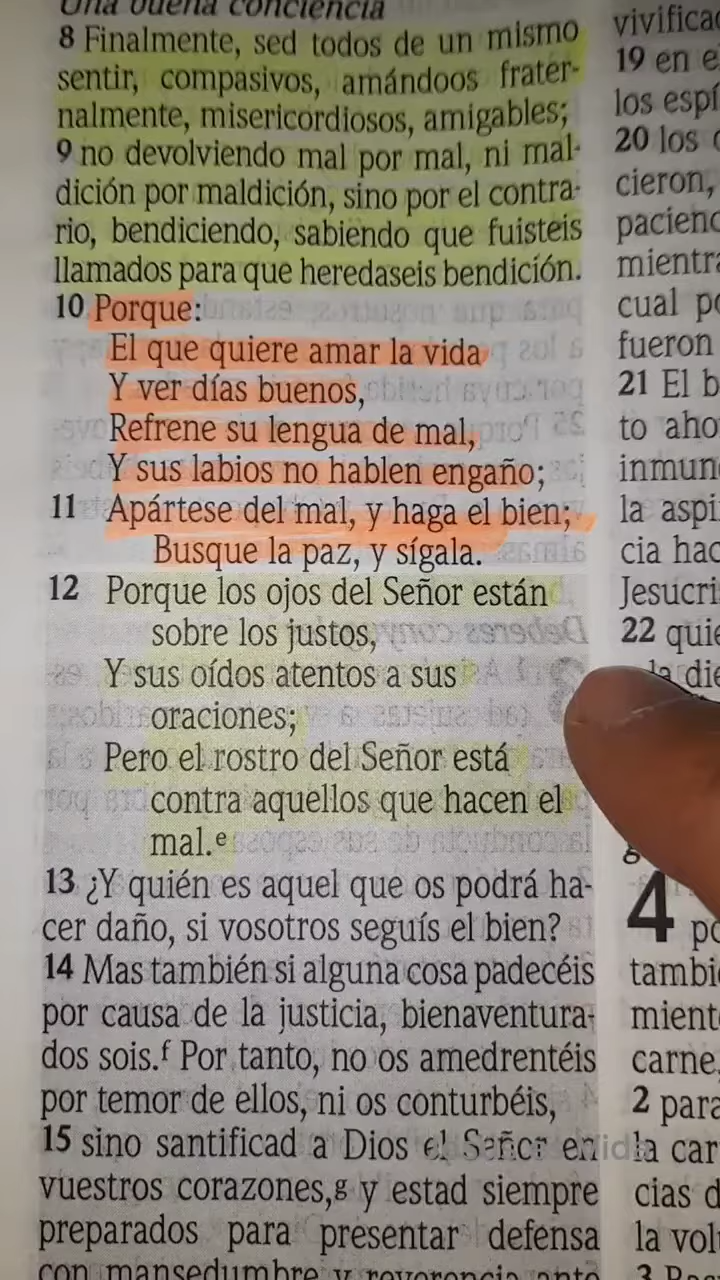 Una buena conciencia
8 Finalmente, sed todos de un mismo
sentir, compasivos, amándoos frater-
nalmente, misericordiosos, amigables;
9 no devolviendo mal por mal, ni mal-
dición por maldición, sino por el contra-
rio, bendiciendo, sabiendo que fuisteis
llamados para que heredaseis bendición.
10 Porque:
El que quiere amar la vida
Y ver días buenos,
Refrene su lengua de mal,
Y sus labios no hablen engaño;
11 Apártese del mal, y haga el bien;
Busque la paz, y sígala.
12 Porque los ojos del Señor están
sobre los justos,
Y sus oídos atentos a sus
oraciones;
Pero el rostro del Señor está
contra aquellos que hacen el
mal.e
13 ¿Y quién es aquel que os podrá ha-
cer daño, si vosotros seguís el bien?
14 Mas también si alguna cosa padecéis
por causa de la justicia, bienaventura-
dos sois.f Por tanto, no os amedrentéis
por temor de ellos, ni os conturbéis,
15 sino santificad a Dios el Señor en
vuestros corazones,g y estad siempre
preparados para presentar defensa
con mansedumbre y reverencia ante
vivifica
19 en e
los espí
20 los
cieron,
pacienc
mientra
cual po
fueron
21 El b
to aho
inmun
la aspi
cia hac
Jesucri
22 quie
la die
4 po
tambi
mient
carne,
2 para
la car
cias d
la vol